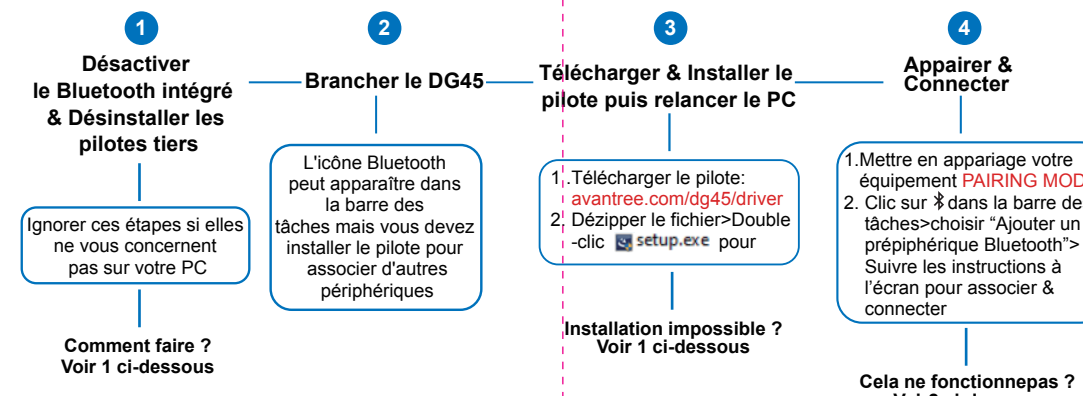 1
Désactiver
le Bluetooth intégré
& Désinstaller les
pilotes tiers
Ignorer ces étapes si elles
ne vous concernent
pas sur votre PC
Comment faire ?
Voir 1 ci-dessous
2
Brancher le DG45
L'icône Bluetooth
peut apparaître dans
la barre des
tâches mais vous devez
installer le pilote pour
associer d'autres
périphériques
3
Télécharger & Installer le
pilote puis relancer le PC
1.Télécharger le pilote:
avantree.com/dg45/driver
2. Dézipper le fichier>Double
-clic setup.exe pour
Installation impossible ?
Voir 1 ci-dessous
4
Appairer &
Connecter
1.Mettre en appariage votre
équipement PAIRING MOD
2. Clic sur dans la barre de
tâches>choisir “Ajouter un
prépiphérique Bluetooth”>
Suivre les instructions à
l’écran pour associer &
connecter
Cela ne fonctionnepas ?